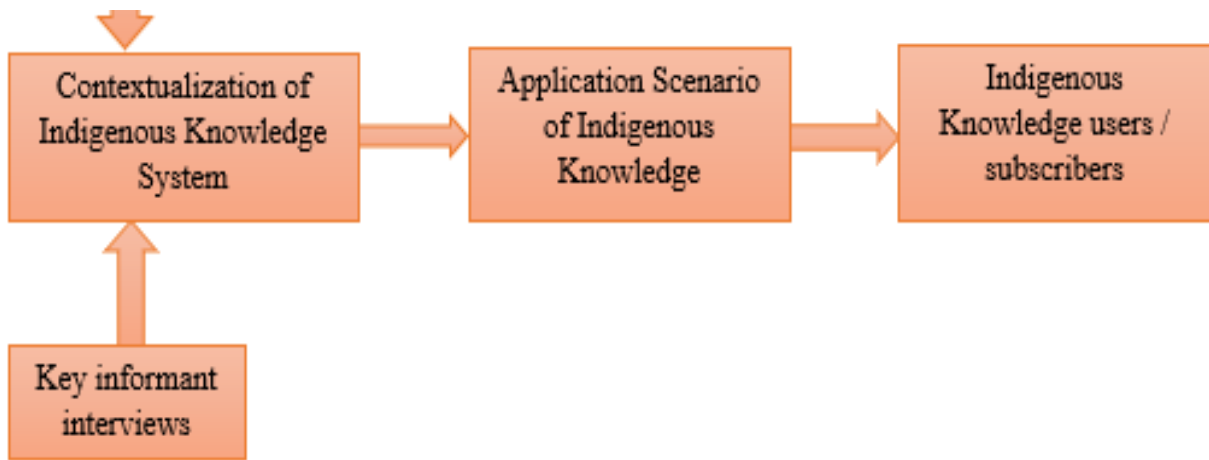 Contextualization of
Indigenous Knowledge
System
Application Scenario
of Indigenous
Knowledge
Indigenous
Knowledge users /
subscribers
Key informant
interviews